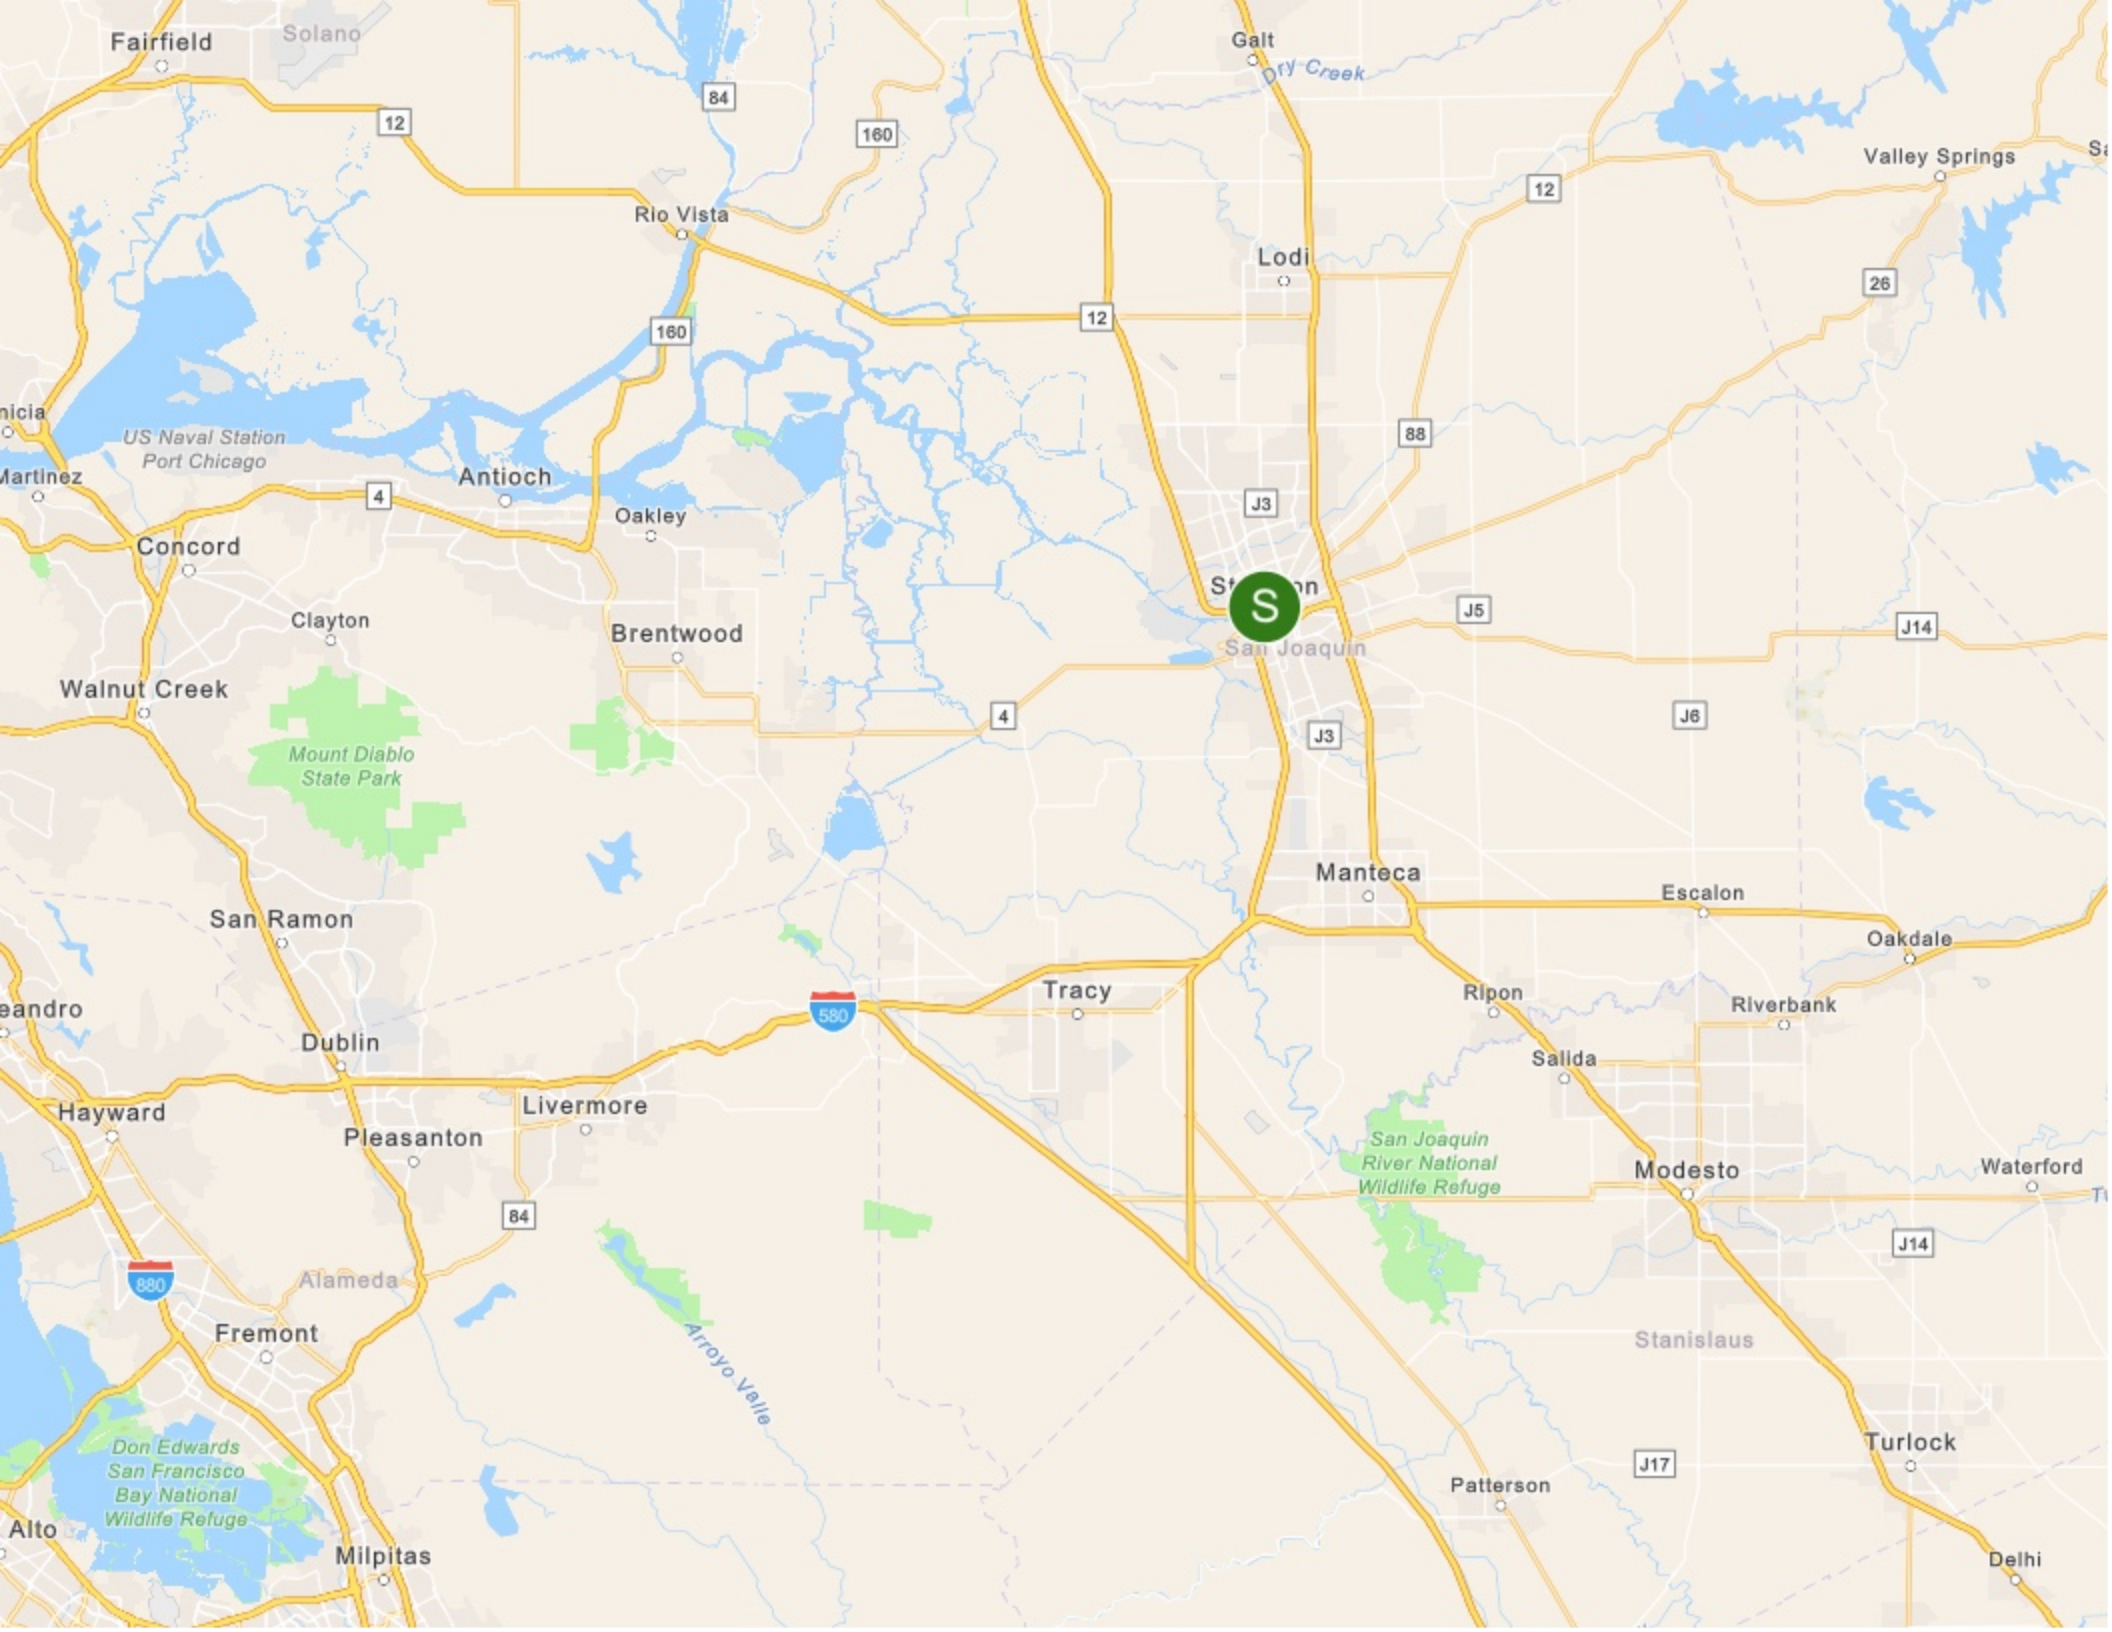 Fairfield
Solano
Galt
Dry Creek
84
12
160
Valley Springs
12
Rio Vista
Lodi
26
160
12
nicia
US Naval Station
Port Chicago
88
Martinez
Antioch
4
J3
Oakley
Concord
S
J5
Clayton
J14
Brentwood
San Joaquin
Walnut Creek
4
J6
J3
Mount Diablo
State Park
Manteca
Escalon
San Ramon
Oakdale
Tracy
Ripon
Riverbank
eandro
580
Dublin
Salida
Hayward
Livermore
Pleasanton
San Joaquin
River National
Wildlife Refuge
Modesto
Waterford
84
J14
Alameda
880
Fremont
Arroyo Valle
Stanislaus
Don Edwards
San Francisco
Bay National
Wildlife Refuge
Turlock
J17
Patterson
Alto
Milpitas
Delhi